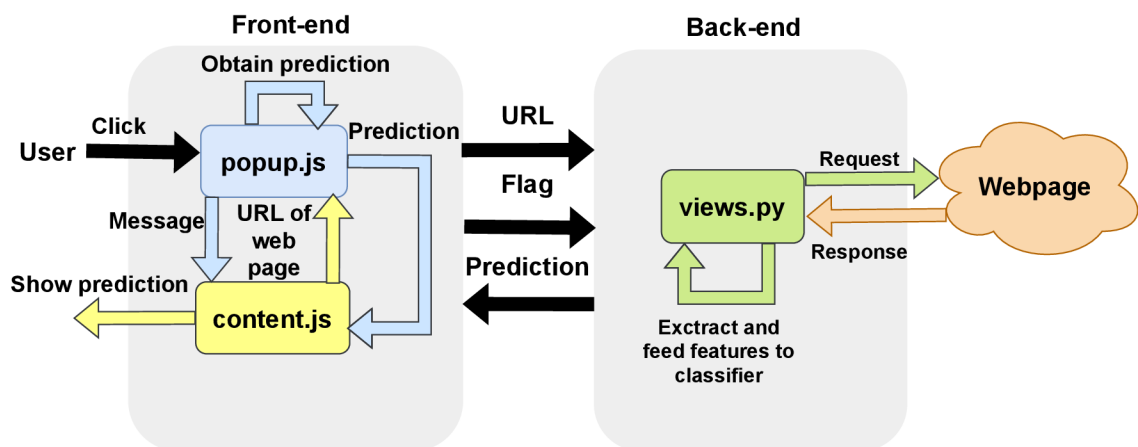 Front-end
Back-end
Obtain prediction
Click
User
popup.js
Prediction
Message
URL of
web
page
Show prediction
content.js
URL
Flag
Prediction
views.py
Request
Webpage
Response
Exctract and
feed features to
classifier